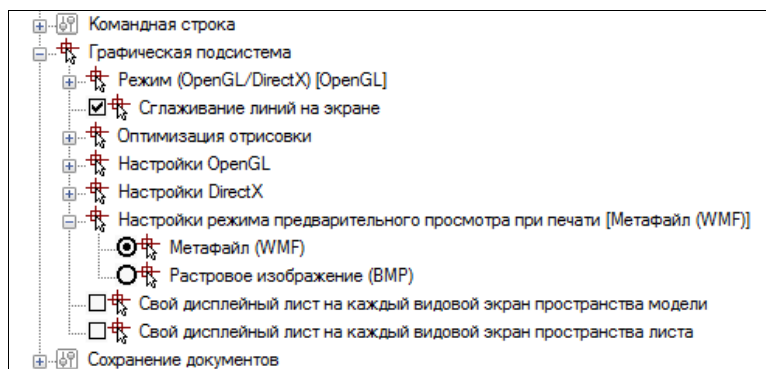 Командная строка
Графическая подсистема
Режим (OpenGL/DirectX) [OpenGL]
Сглаживание линий на экране
Оптимизация отрисовки
Настройки OpenGL
Настройки DirectX
Настройки режима предварительного просмотра при печати [Метафайл (WMF)]
Метафайл (WMF)
Растровое изображение (BMP)
Свой дисплейный лист на каждый видовой экран пространства модели
Свой дисплейный лист на каждый видовой экран пространства листа
Сохранение документов